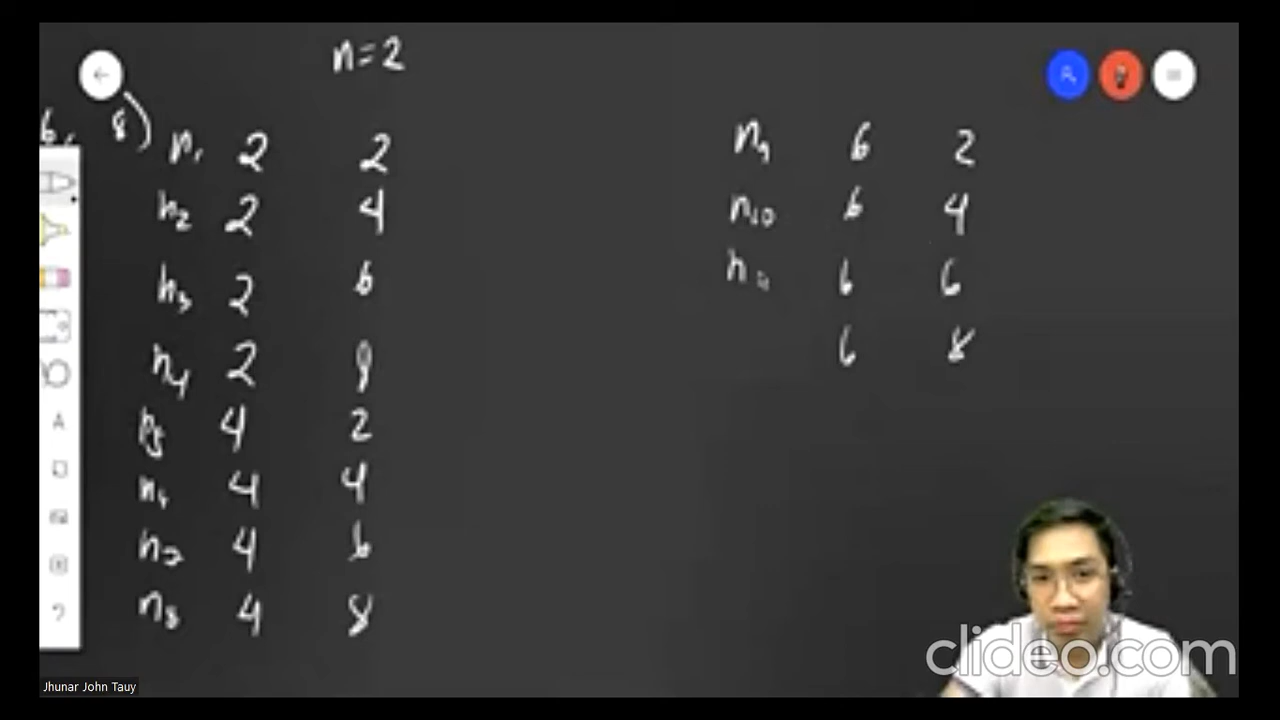 n=2
6, 8)
n1 2 2
n2 2 4
n3 2 6
n4 2 8
n5 4 2
4 4
n7 4 6
n8 4 8
n9 6 2
n10 6 4
n11 6 6
6 8
A
?
clideo.com
Jhunar John Tauy